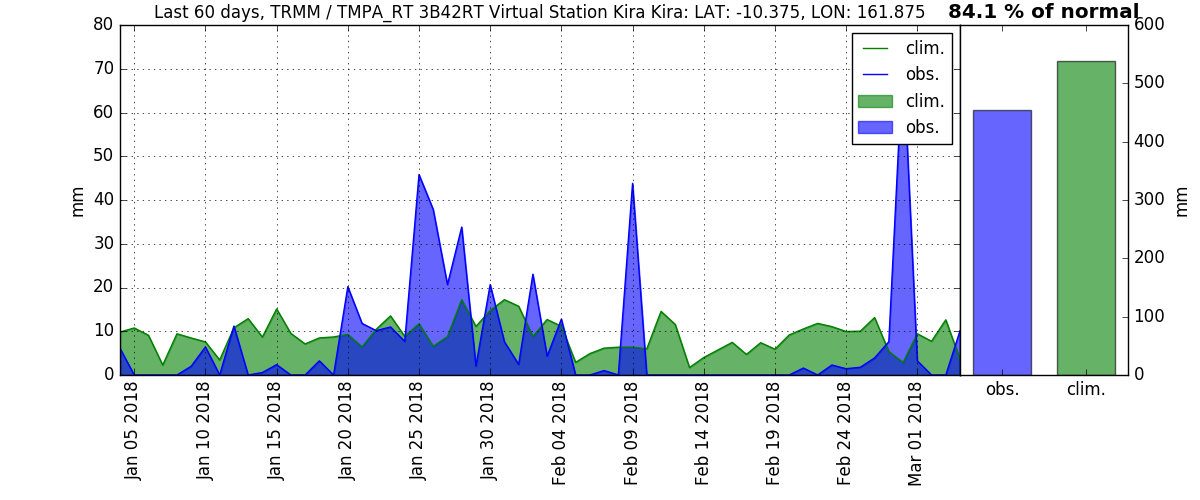 Last 60 days, TRMM / TMPA_RT 3B42RT Virtual Station Kira Kira: LAT: -10.375, LON: 161.875
84.1 % of normal
80
70
60
50
40
30
20
10
0
mm
clim.
obs.
clim.
obs.
600
500
400
300
200
100
0
mm
Jan 05 2018
Jan 10 2018
Jan 15 2018
Jan 20 2018
Jan 25 2018
Jan 30 2018
Feb 04 2018
Feb 09 2018
Feb 14 2018
Feb 19 2018
Feb 24 2018
Mar 01 2018
obs.
clim.